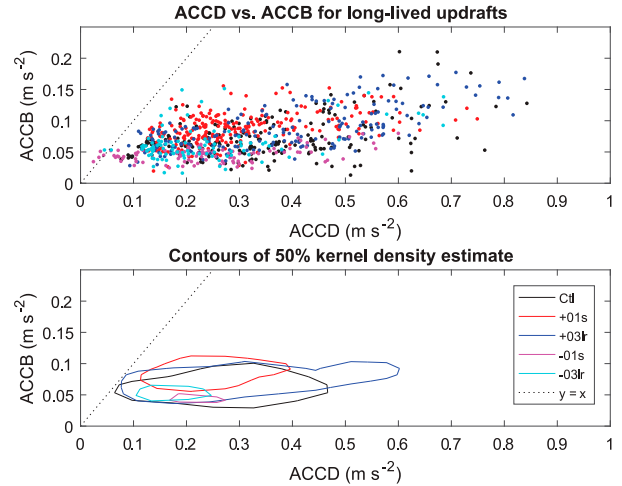 ACCD vs. ACCB for long-lived updrafts
0.2
0.15
0.1
0.05
0
ACCB (m s⁻²)
0 0.1 0.2 0.3 0.4 0.5 0.6 0.7 0.8 0.9 1
ACCD (m s⁻²)
Contours of 50% kernel density estimate
0.2
0.15
0.1
0.05
0
ACCB (m s⁻²)
Ctl
+01s
+03lr
-01s
-03lr
y = x
0 0.1 0.2 0.3 0.4 0.5 0.6 0.7 0.8 0.9 1
ACCD (m s⁻²)